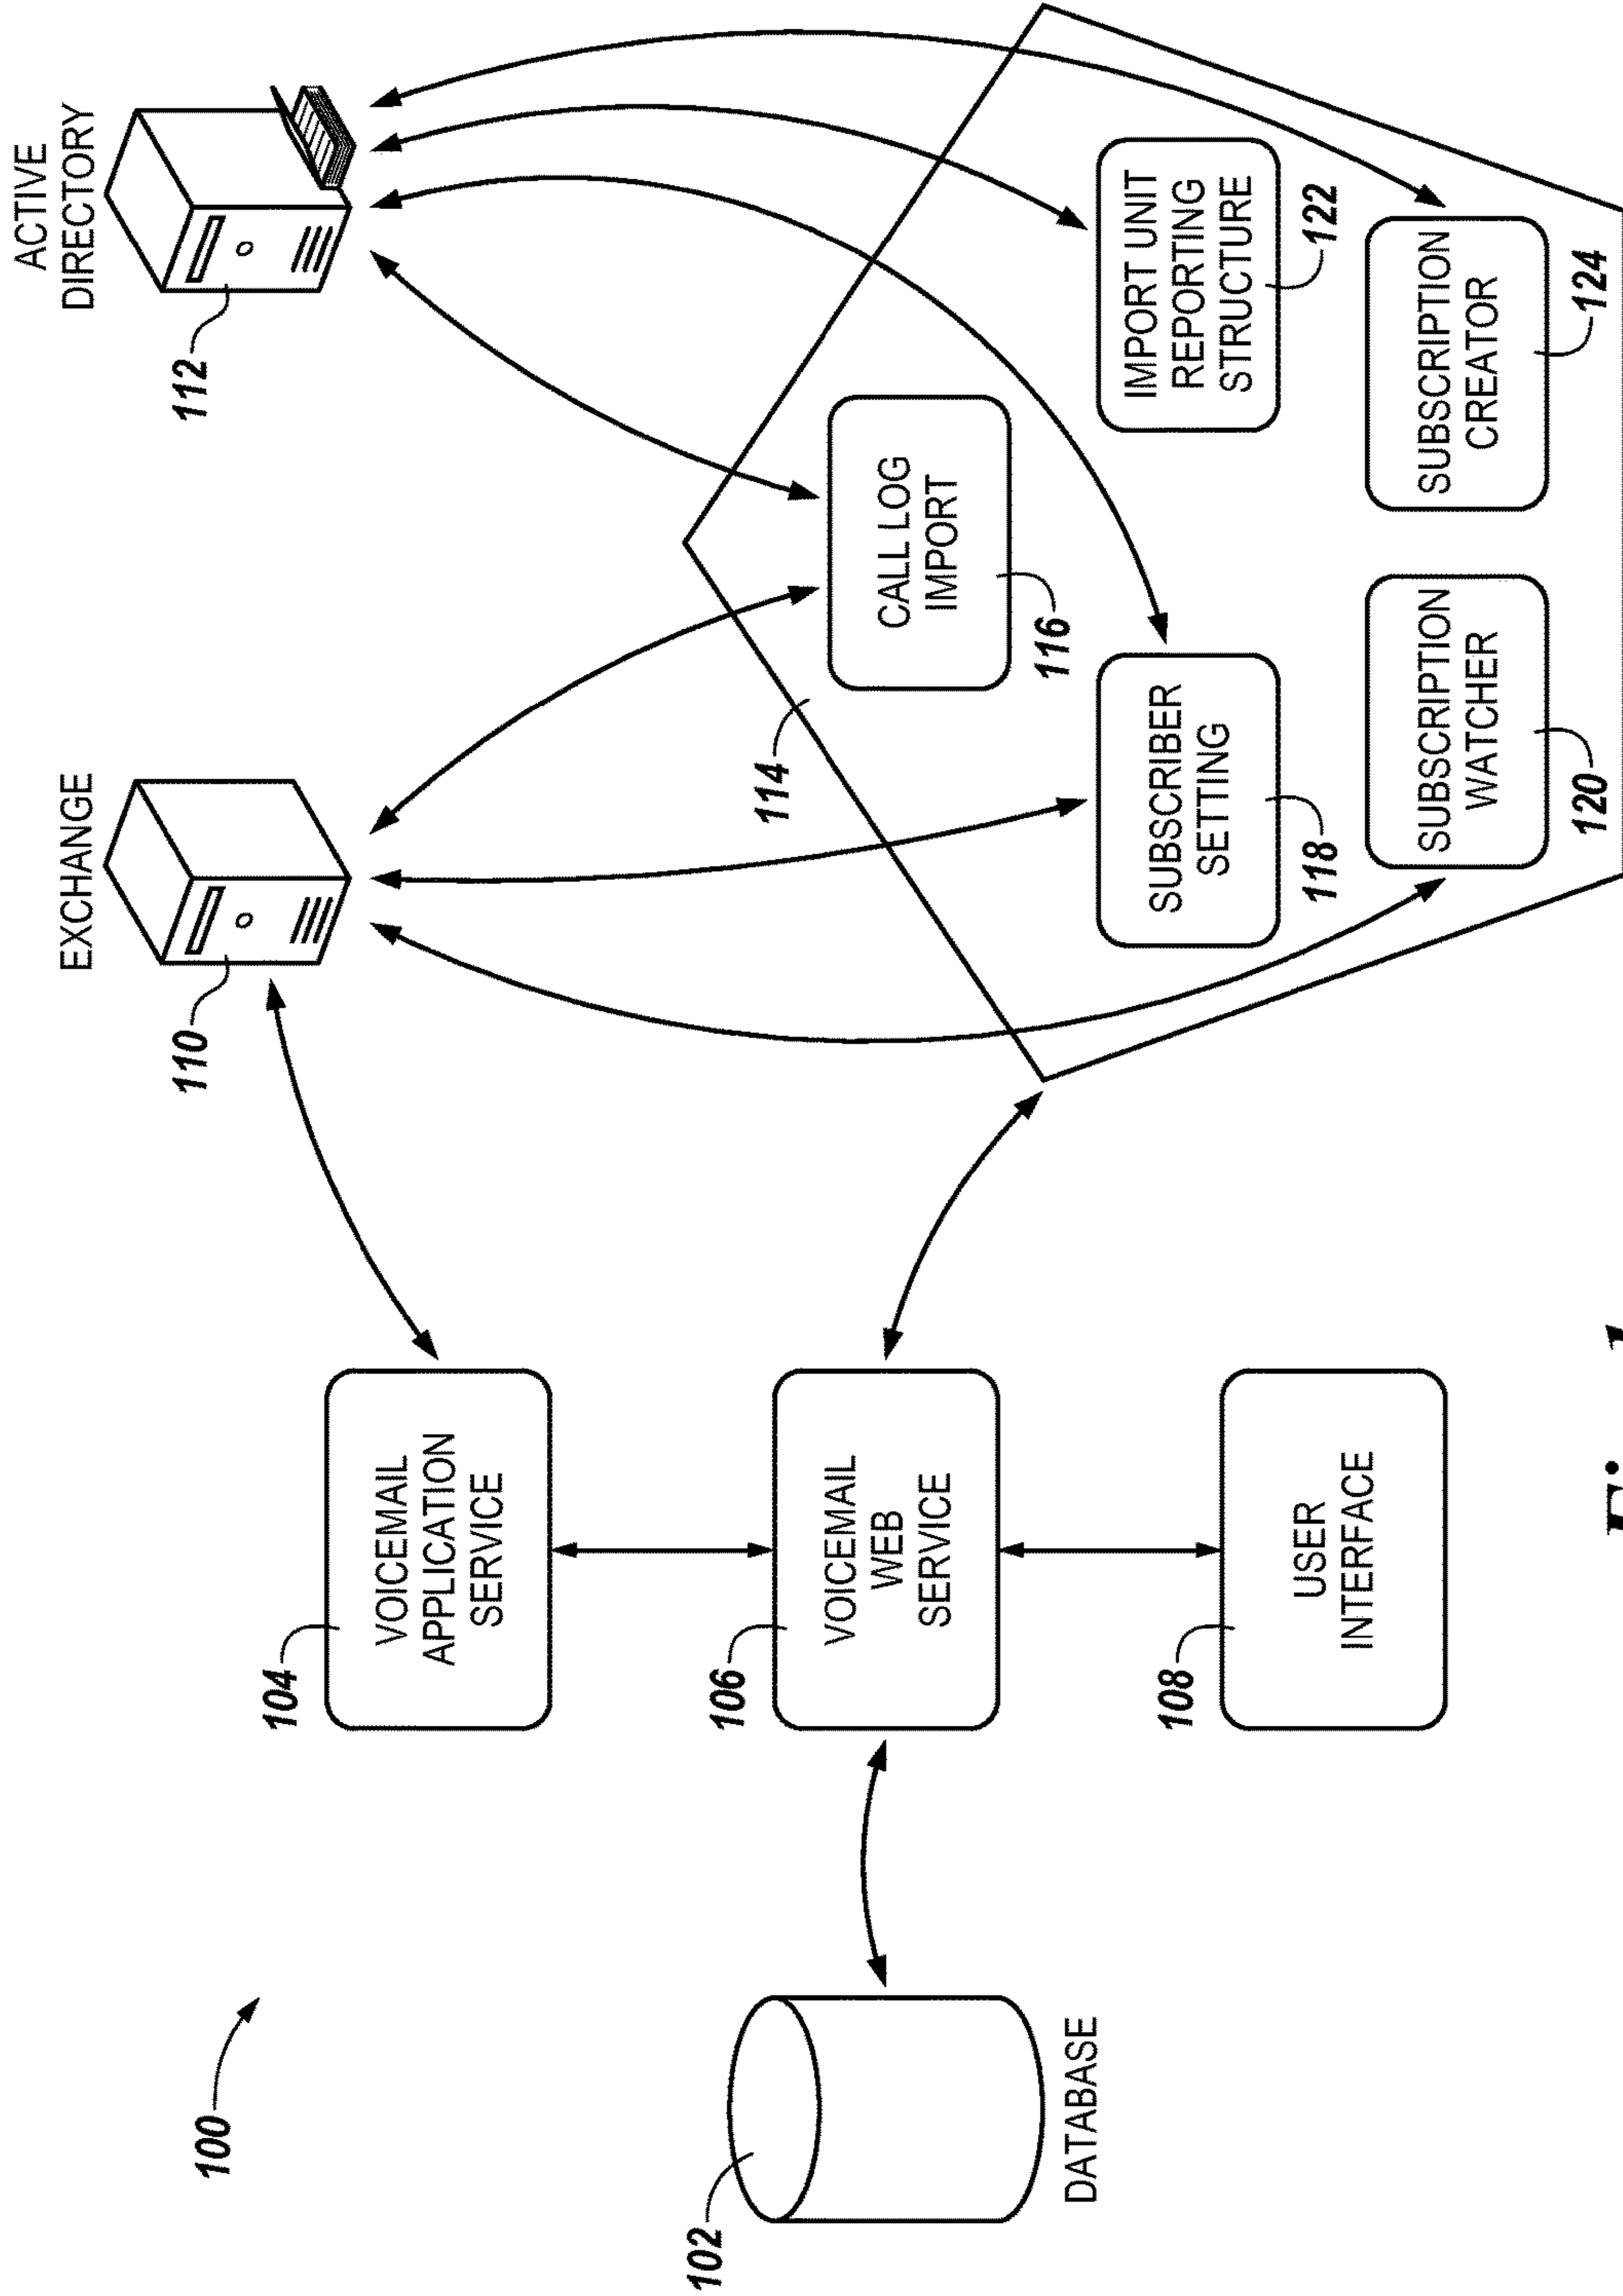 100
102
DATABASE
104
VOICEMAIL
APPLICATION
SERVICE
106
VOICEMAIL
WEB
SERVICE
108
USER
INTERFACE
EXCHANGE
110
ACTIVE
DIRECTORY
112
114
CALL LOG
IMPORT
116
SUBSCRIBER
SETTING
118
IMPORT UNIT
REPORTING
STRUCTURE
122
SUBSCRIPTION
WATCHER
120
SUBSCRIPTION
CREATOR
124